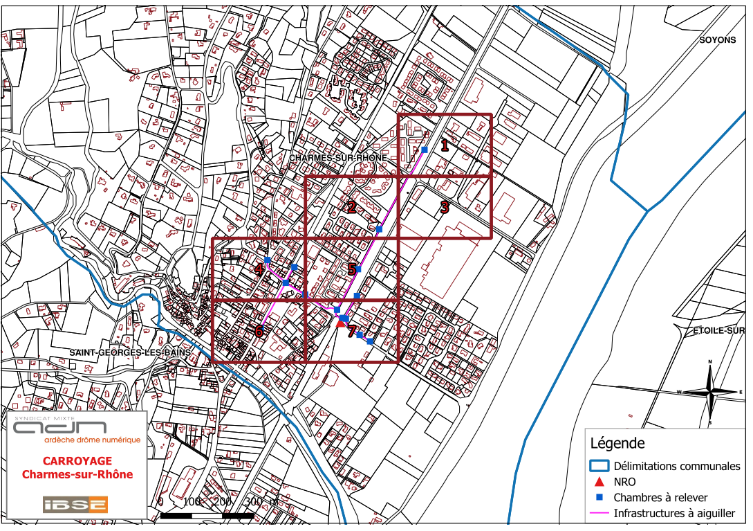 SOYONS
1
CHARMES-SUR-RHÔNE
2
3
4
5
ETOILE-SUR
6
7
SAINT-GEORGES-LES-BAINS
N
W
E
S
SYNDICAT MIXTE
adn
ardèche drôme numérique
CARROYAGE
Charmes-sur-Rhône
IBSE
0 100 200 300 m
Légende
Délimitations communales
NRO
Chambres à relever
Infrastructures à aiguiller